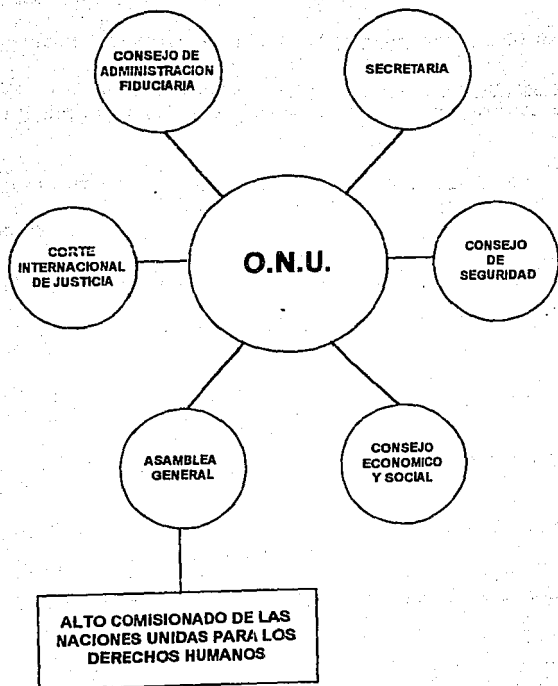 CONSEJO DE
ADMINISTRACION
FIDUCIARIA
SECRETARIA
CORTE
INTERNACIONAL
DE JUSTICIA
O.N.U.
CONSEJO
DE
SEGURIDAD
ASAMBLEA
GENERAL
CONSEJO
ECONOMICO
Y SOCIAL
ALTO COMISIONADO DE LAS
NACIONES UNIDAS PARA LOS
DERECHOS HUMANOS